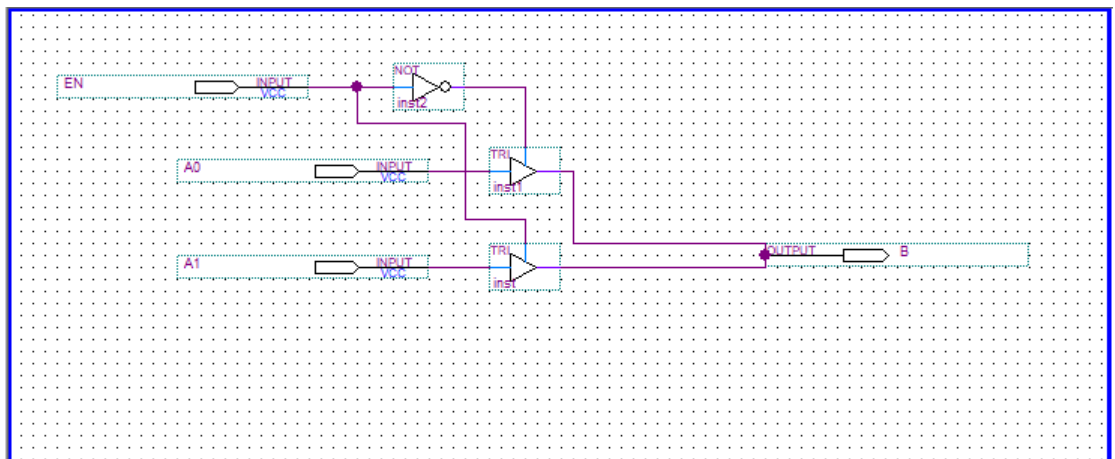 EN INPUT VCC
NOT
inst2
A0 INPUT VCC
TRI
inst1
A1 INPUT VCC
TRI
inst
OUTPUT B